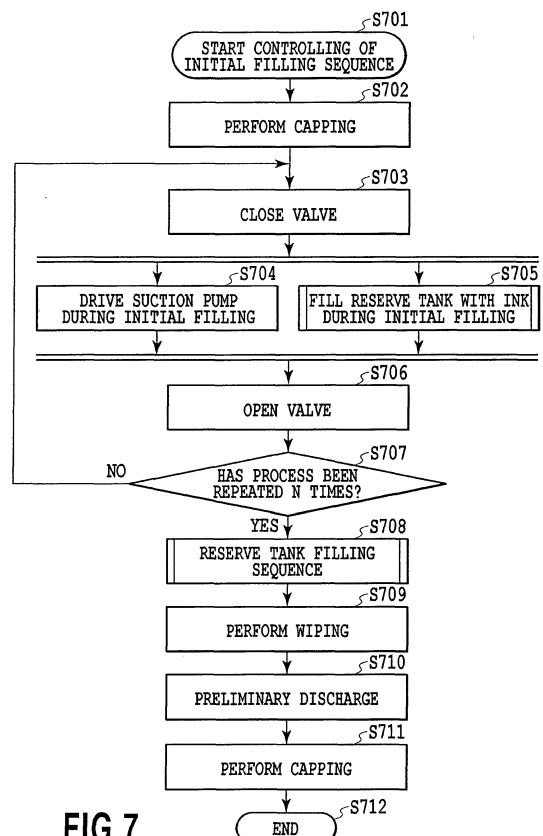 S701
START CONTROLLING OF
INITIAL FILLING SEQUENCE
S702
PERFORM CAPPING
S703
CLOSE VALVE
S704
DRIVE SUCTION PUMP
DURING INITIAL FILLING
S705
FILL RESERVE TANK WITH INK
DURING INITIAL FILLING
S706
OPEN VALVE
S707
HAS PROCESS BEEN
REPEATED N TIMES?
NO
YES
S708
RESERVE TANK FILLING
SEQUENCE
S709
PERFORM WIPING
S710
PRELIMINARY DISCHARGE
S711
PERFORM CAPPING
S712
END
FIG.7